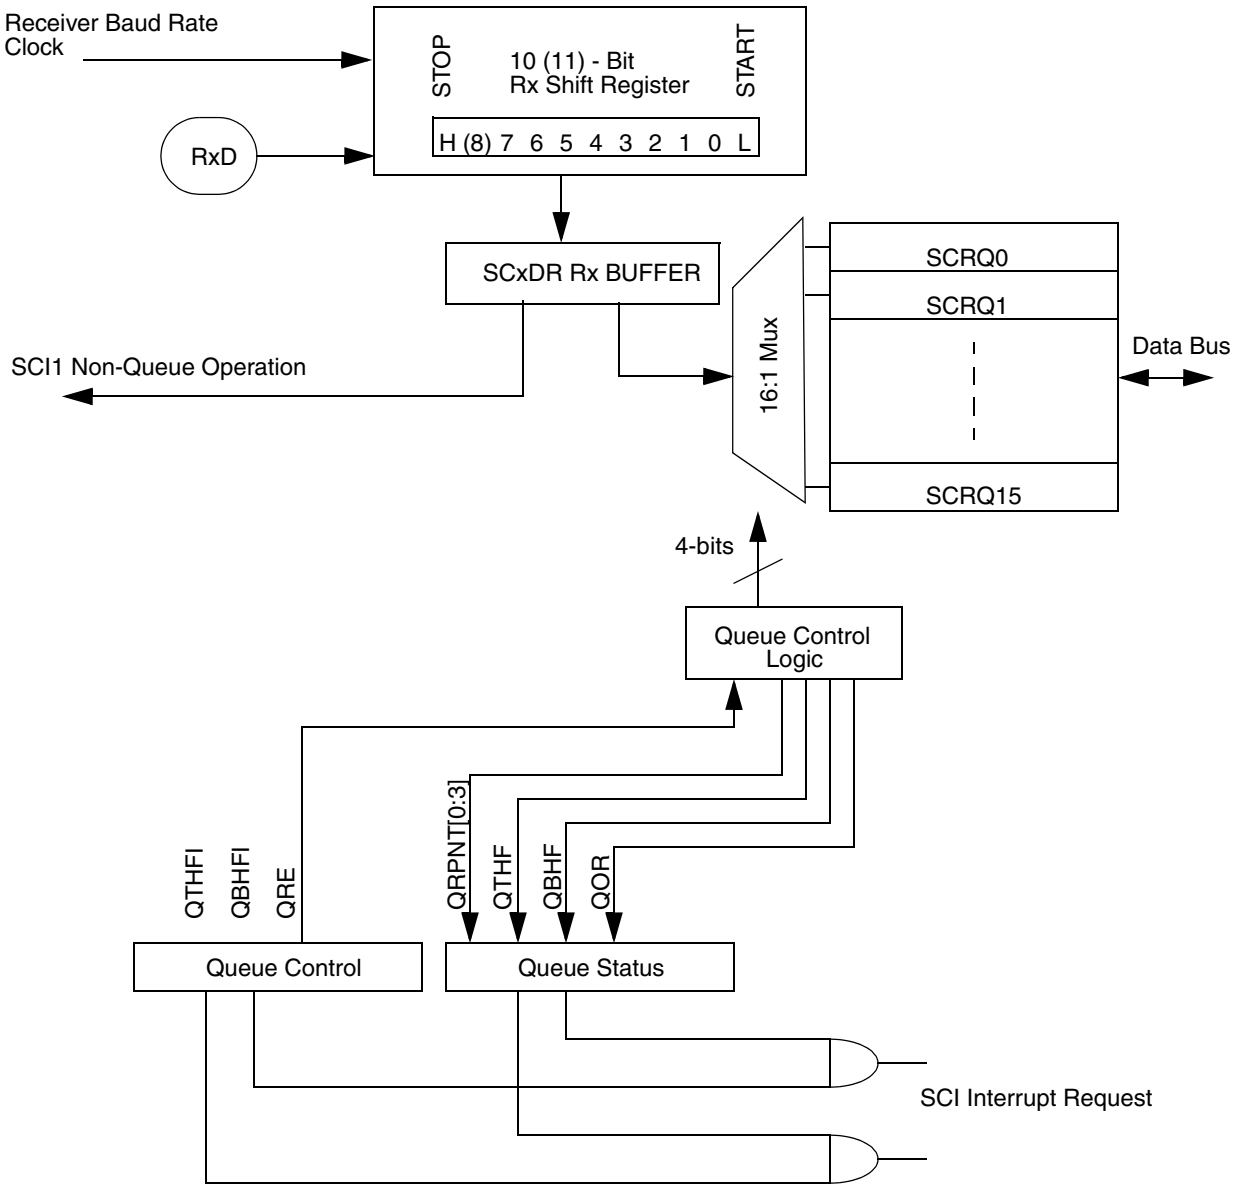 Receiver Baud Rate
Clock
STOP
10 (11) - Bit
Rx Shift Register
START
H (8) 7 6 5 4 3 2 1 0 L
RxD
SCxDR Rx BUFFER
16:1 Mux
SCRQ0
SCRQ1
SCRQ15
Data Bus
SCI1 Non-Queue Operation
4-bits
Queue Control
Logic
QTHFI
QBHFI
QRE
QRPNT[0:3]
QTHF
QBHF
QOR
Queue Control
Queue Status
SCI Interrupt Request